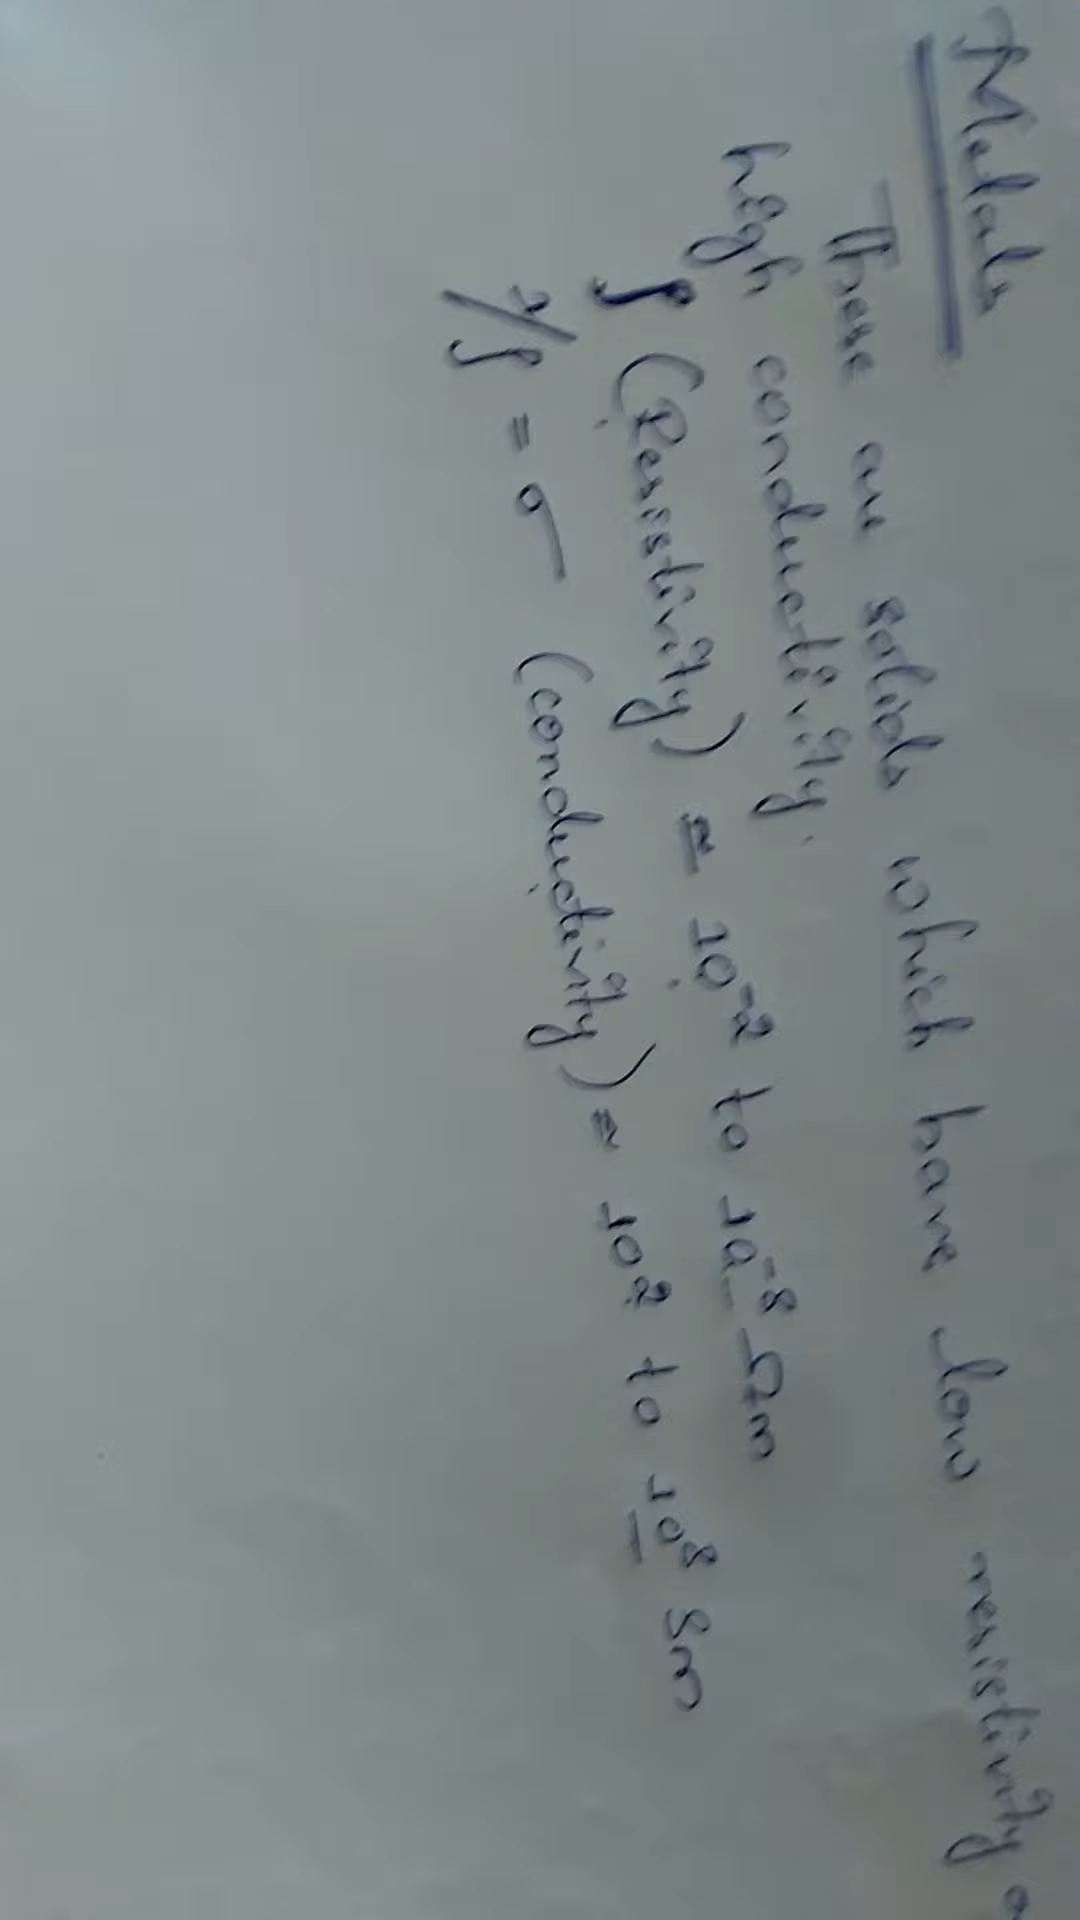 Metals
These are solids which have low resistivity
high conductivity.
ρ (Resistivity) ≃ 10⁻² to 10⁻⁸ Ωm
1/ρ = σ (conductivity) ≃ 10² to 10⁸ Sm